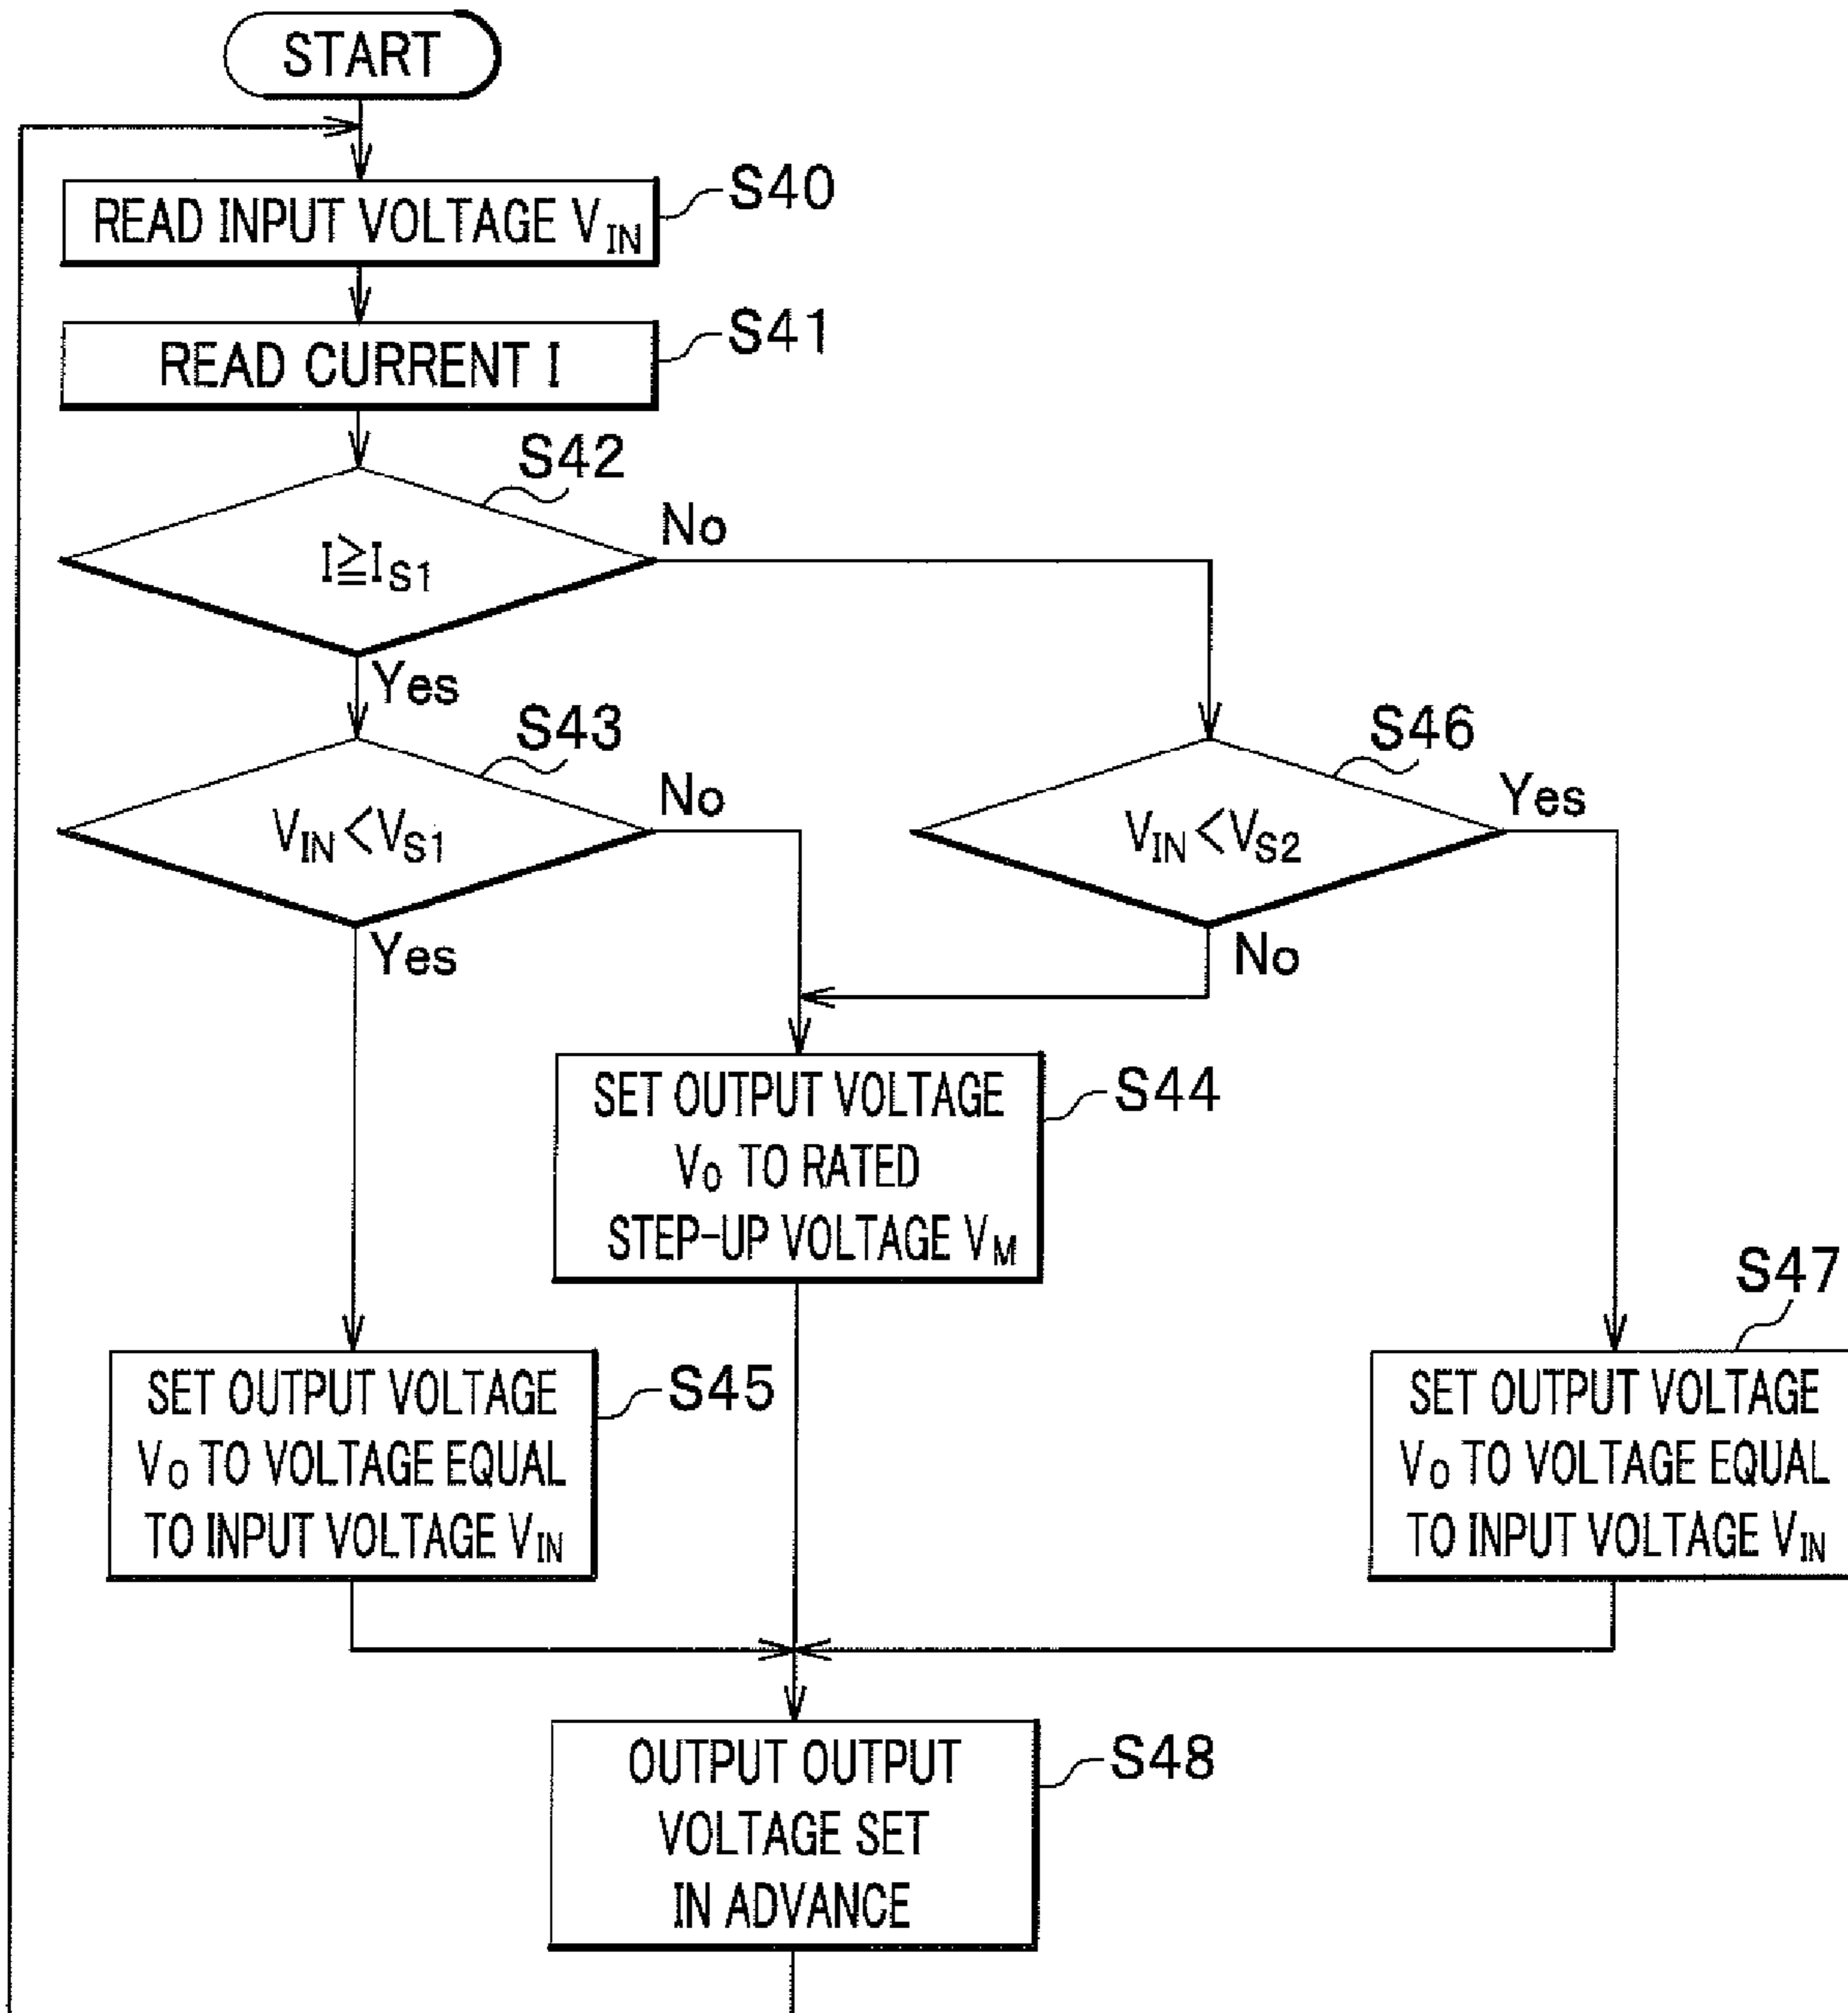 START
READ INPUT VOLTAGE VIN
S40
READ CURRENT I
S41
S42
I≧IS1
No
Yes
S43
VIN<VS1
No
Yes
S46
VIN<VS2
Yes
No
SET OUTPUT VOLTAGE
VO TO RATED
STEP-UP VOLTAGE VM
S44
SET OUTPUT VOLTAGE
VO TO VOLTAGE EQUAL
TO INPUT VOLTAGE VIN
S45
S47
SET OUTPUT VOLTAGE
VO TO VOLTAGE EQUAL
TO INPUT VOLTAGE VIN
OUTPUT OUTPUT
VOLTAGE SET
IN ADVANCE
S48